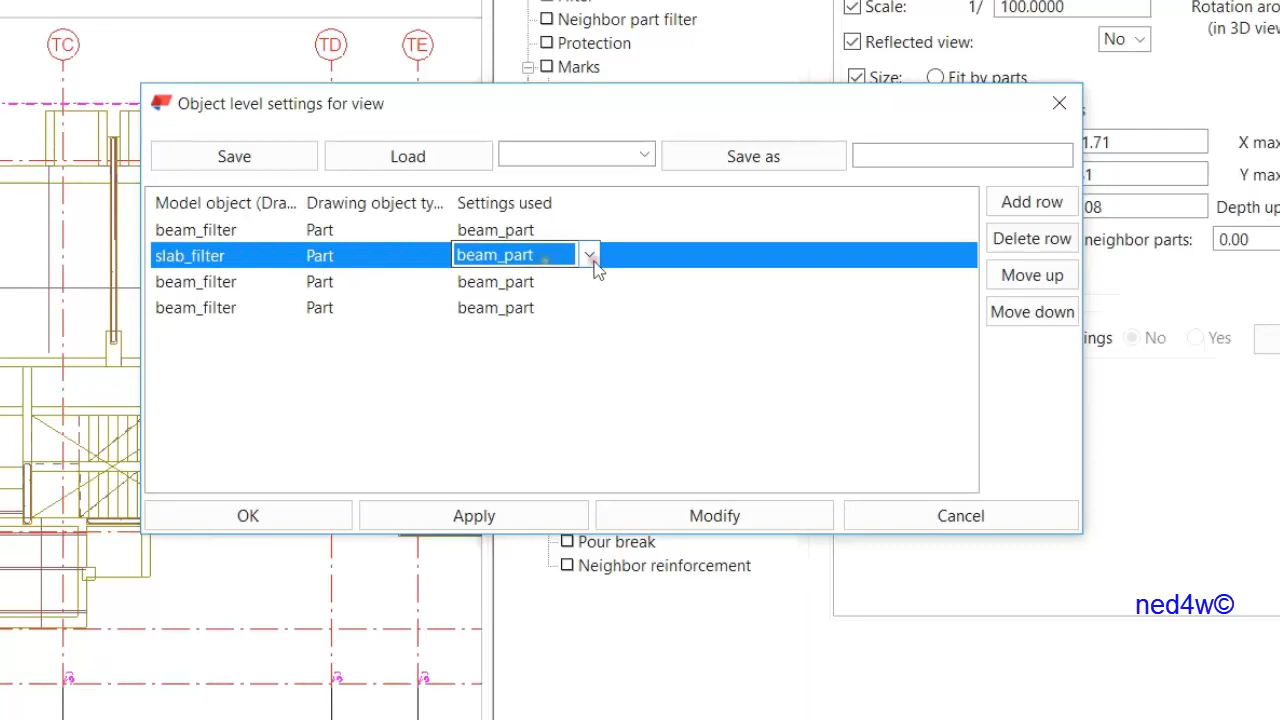 TC
TD
TE
Neighbor part filter
Protection
Marks
Scale: 1/ 100.0000
Reflected view: No
Size: Fit by parts
Rotation aro
(in 3D view
Object level settings for view
Save
Load
Save as
Model object (Dra... Drawing object ty... Settings used
beam_filter Part beam_part
slab_filter Part beam_part
beam_filter Part beam_part
beam_filter Part beam_part
Add row
Delete row
Move up
Move down
1.71 X max
Y max
08 Depth up
neighbor parts: 0.00
ings No Yes
OK
Apply
Modify
Cancel
Pour break
Neighbor reinforcement
ned4w©